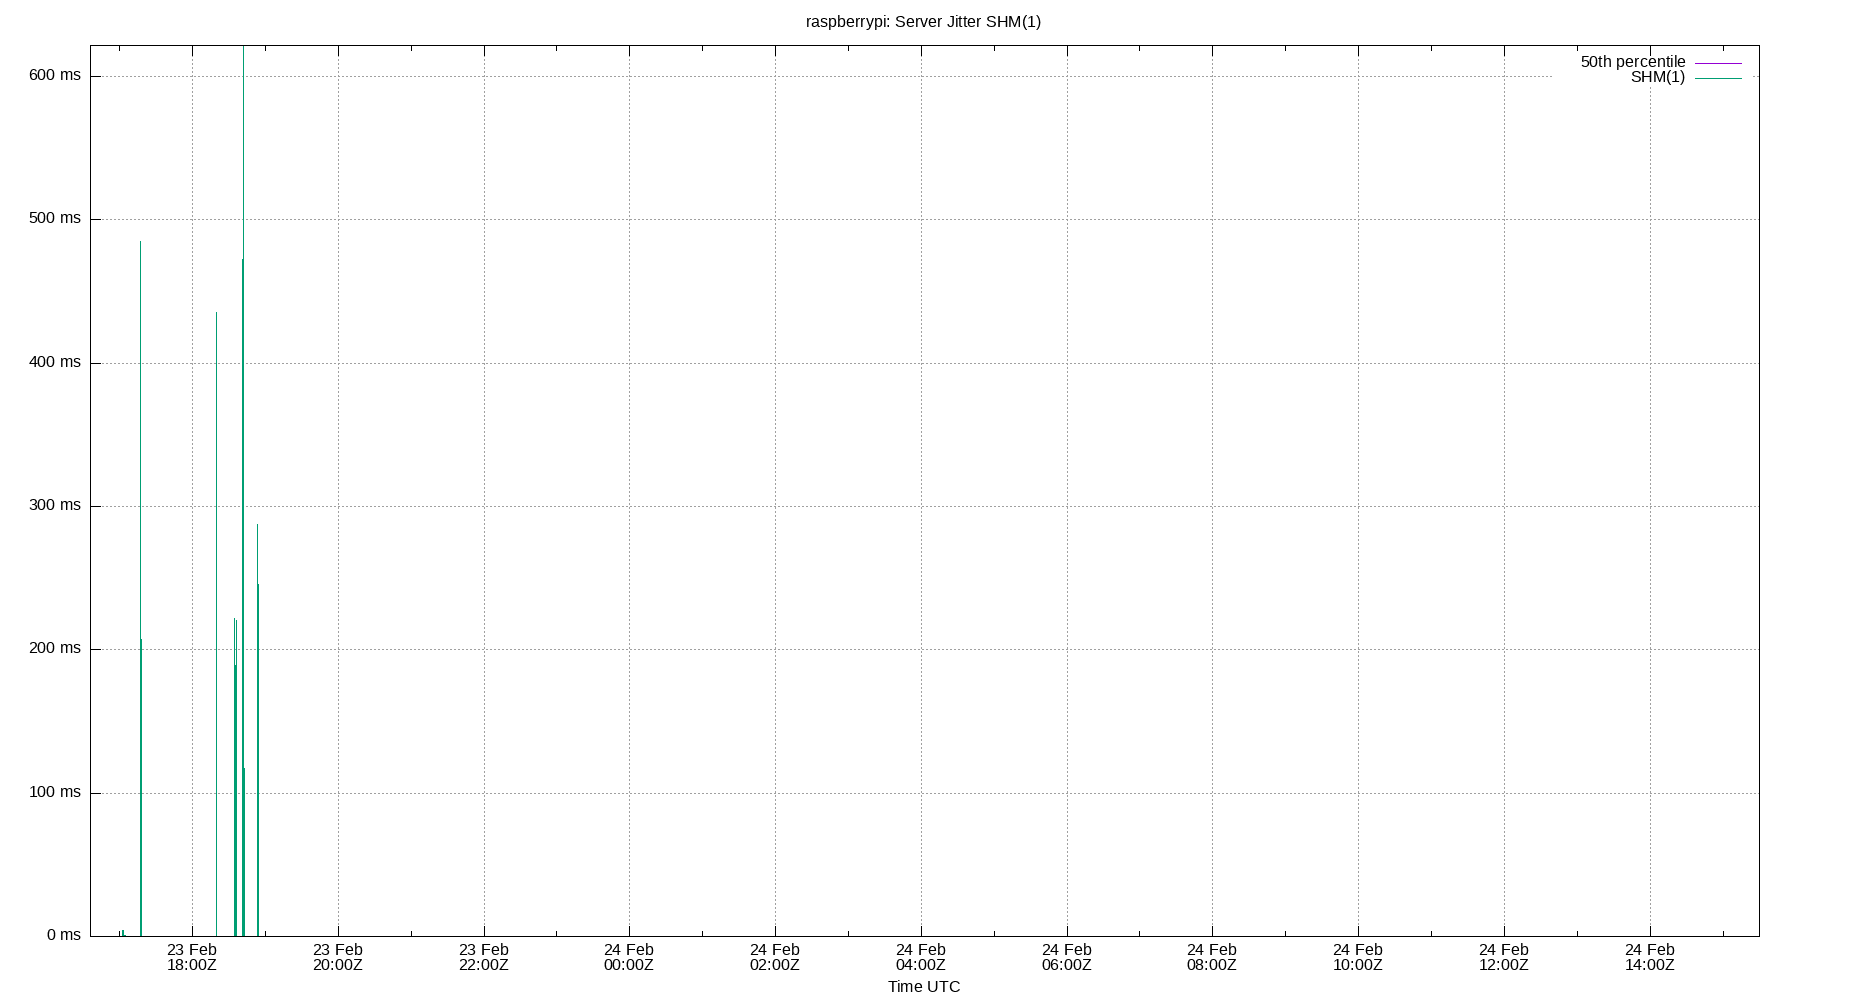 raspberrypi: Server Jitter SHM(1)
50th percentile
SHM(1)
600 ms
500 ms
400 ms
300 ms
200 ms
100 ms
0 ms
23 Feb 23 Feb 23 Feb 24 Feb 24 Feb 24 Feb 24 Feb 24 Feb 24 Feb 24 Feb 24 Feb
18:00Z 20:00Z 22:00Z 00:00Z 02:00Z 04:00Z 06:00Z 08:00Z 10:00Z 12:00Z 14:00Z
Time UTC